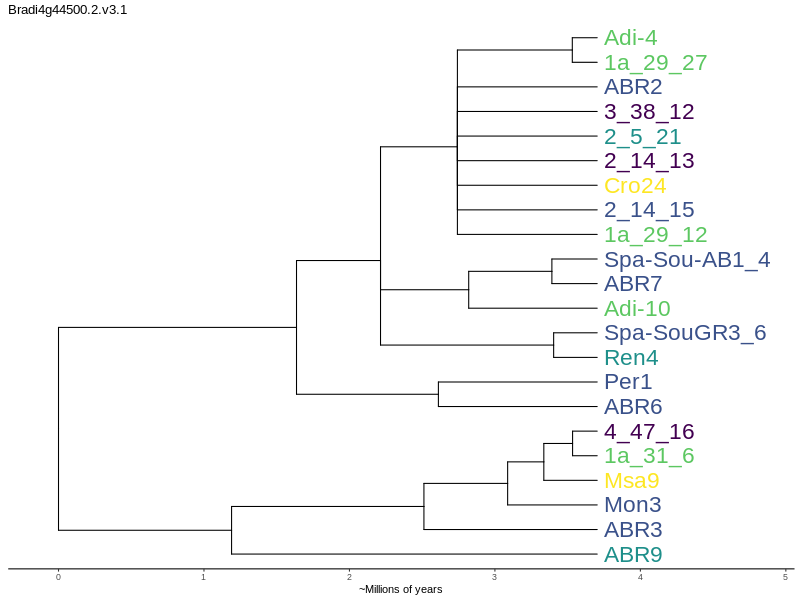 Bradi4g44500.2.v3.1
Adi-4
1a_29_27
ABR2
3_38_12
2_5_21
2_14_13
Cro24
2_14_15
1a_29_12
Spa-Sou-AB1_4
ABR7
Adi-10
Spa-SouGR3_6
Ren4
Per1
ABR6
4_47_16
1a_31_6
Msa9
Mon3
ABR3
ABR9
0 1 2 3 4 5
~Millions of years